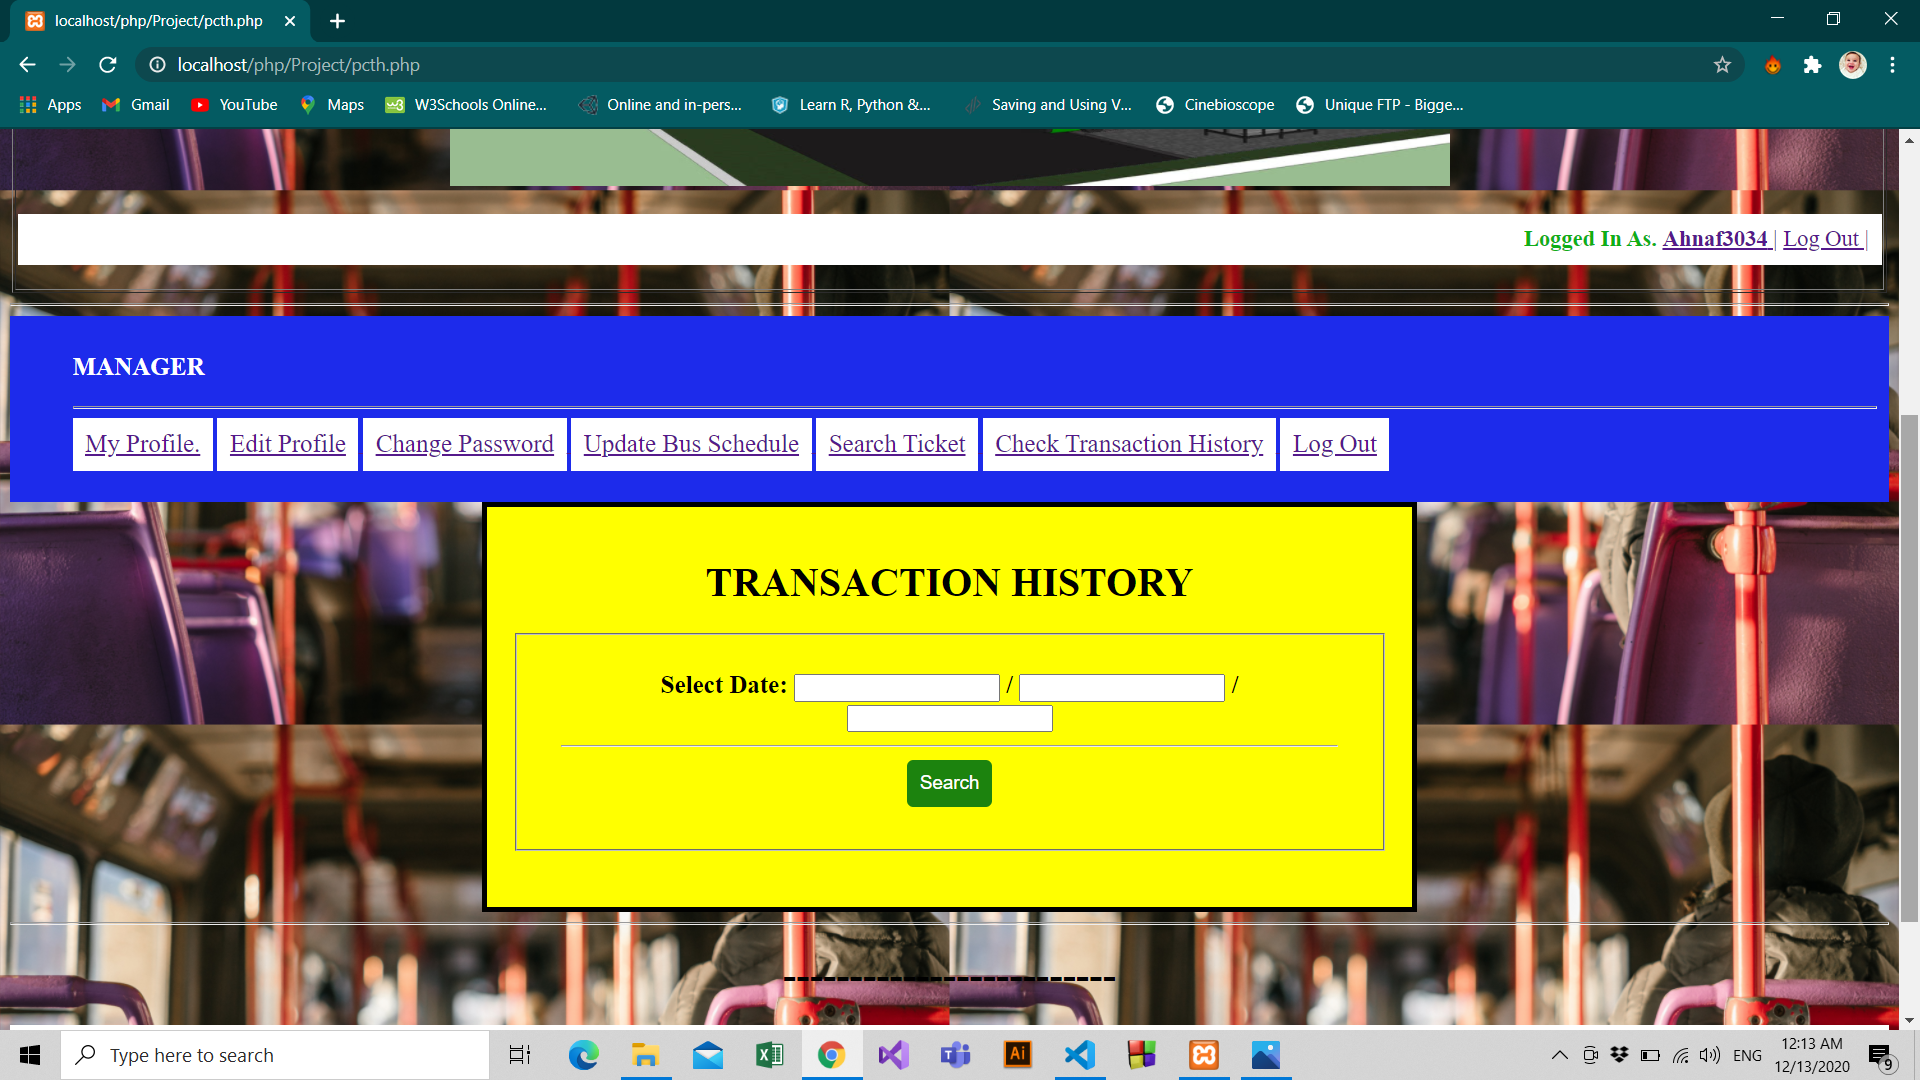 localhost/php/Project/pcth.php
localhost/php/Project/pcth.php
Apps Gmail YouTube Maps W3Schools Online... Online and in-pers... Learn R, Python &... Saving and Using V... Cinebioscope Unique FTP - Bigge...
Logged In As. Ahnaf3034 | Log Out |
MANAGER
My Profile. Edit Profile Change Password Update Bus Schedule Search Ticket Check Transaction History Log Out
TRANSACTION HISTORY
Select Date: / /
Search
----------------------
Type here to search
ENG
12:13 AM
12/13/2020
9